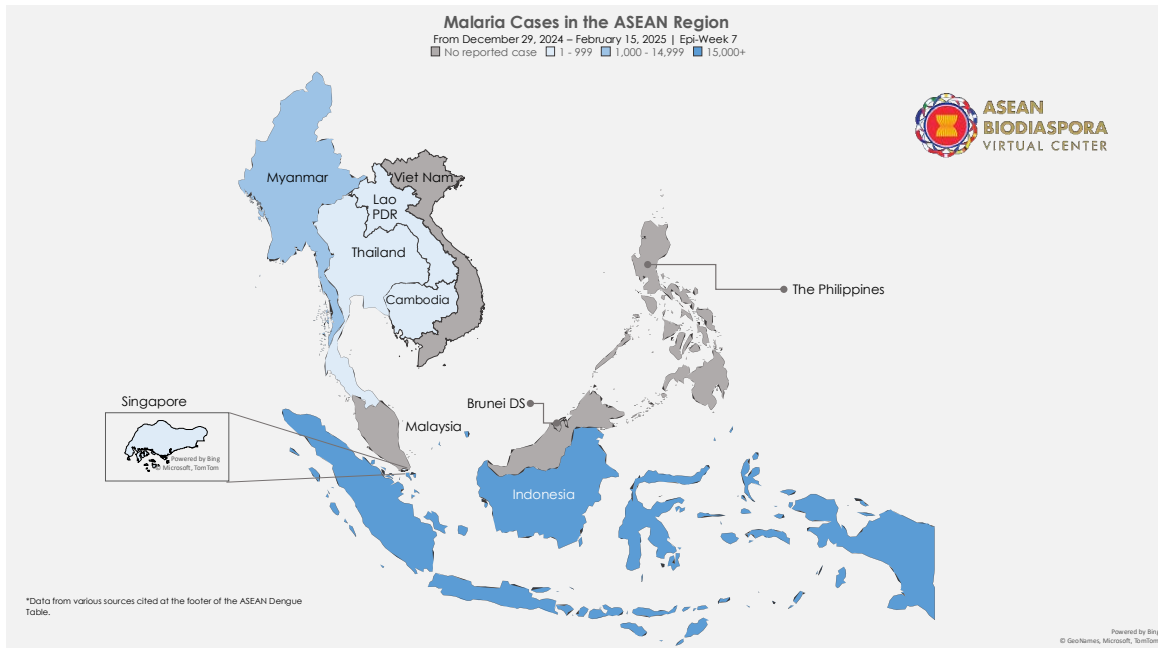 Malaria Cases in the ASEAN Region
From December 29, 2024 – February 15, 2025 | Epi-Week 7
No reported case 1 - 999 1,000 - 14,999 15,000+
ASEAN
BIODIASPORA
VIRTUAL CENTER
Myanmar
Viet Nam
Lao
PDR
Thailand
Cambodia
The Philippines
Singapore
Brunei DS
Malaysia
Powered by Bing
© Microsoft, TomTom
Indonesia
*Data from various sources cited at the footer of the ASEAN Dengue
Table.
Powered by Bing
© GeoNames, Microsoft, TomTom